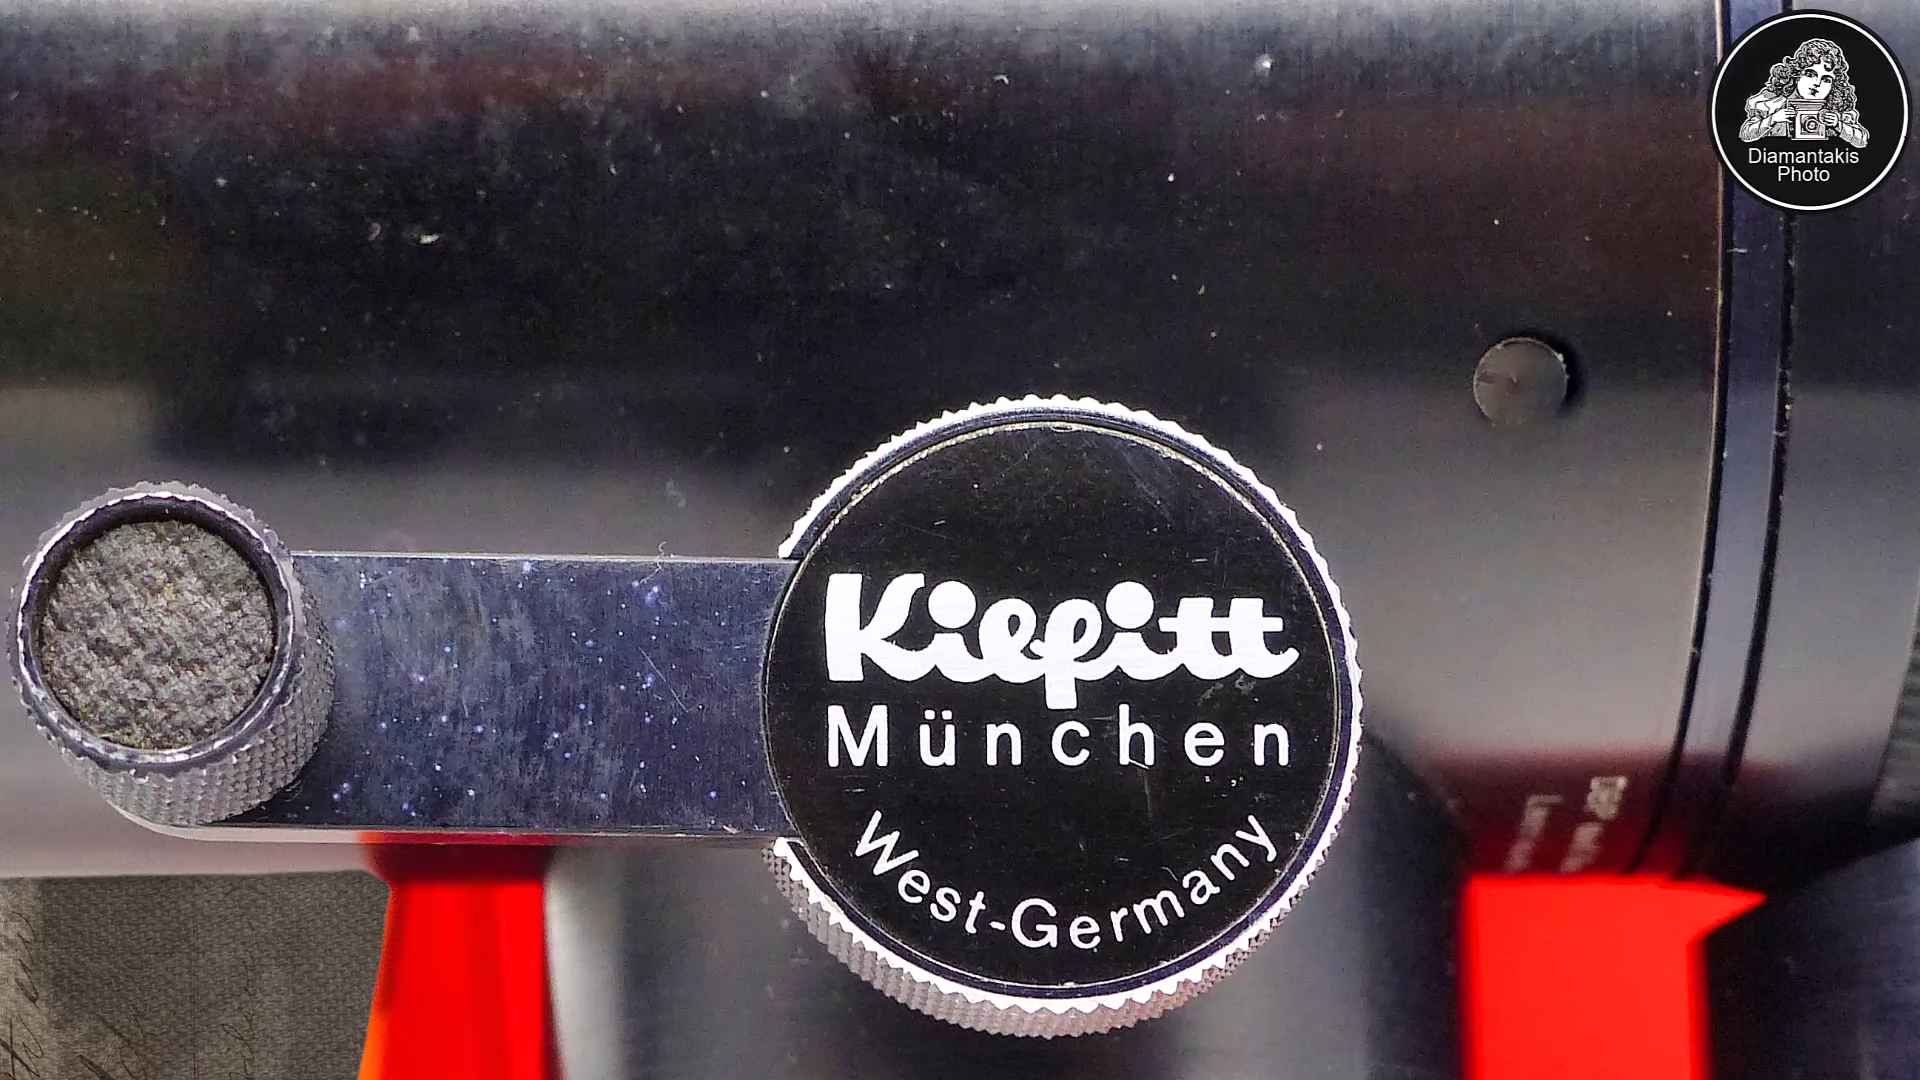 Diamantakis
Photo
Kilfitt
München
West-Germany